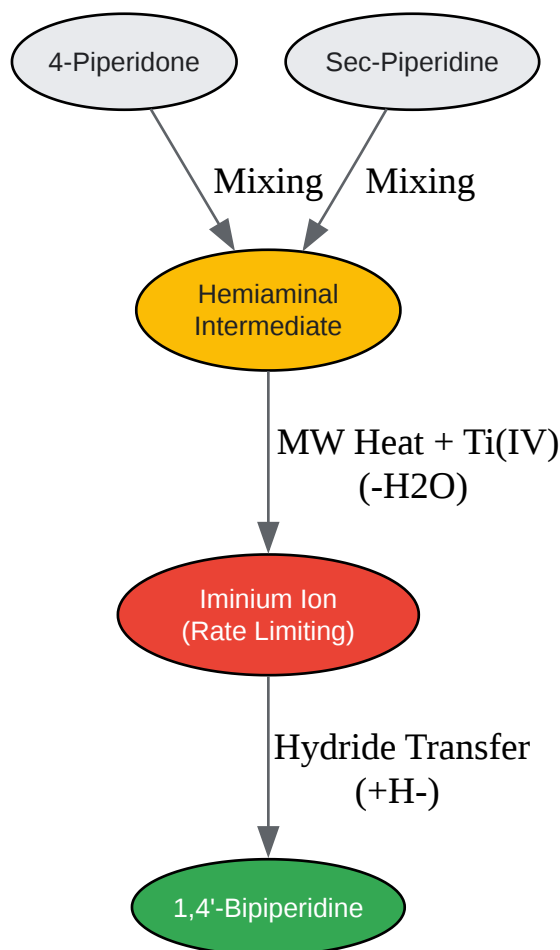 4-Piperidone
Sec-Piperidine
Mixing
Mixing
Hemiaminal
Intermediate
MW Heat + Ti(IV)
(-H2O)
Iminium Ion
(Rate Limiting)
Hydride Transfer
(+H-)
1,4'-Bipiperidine